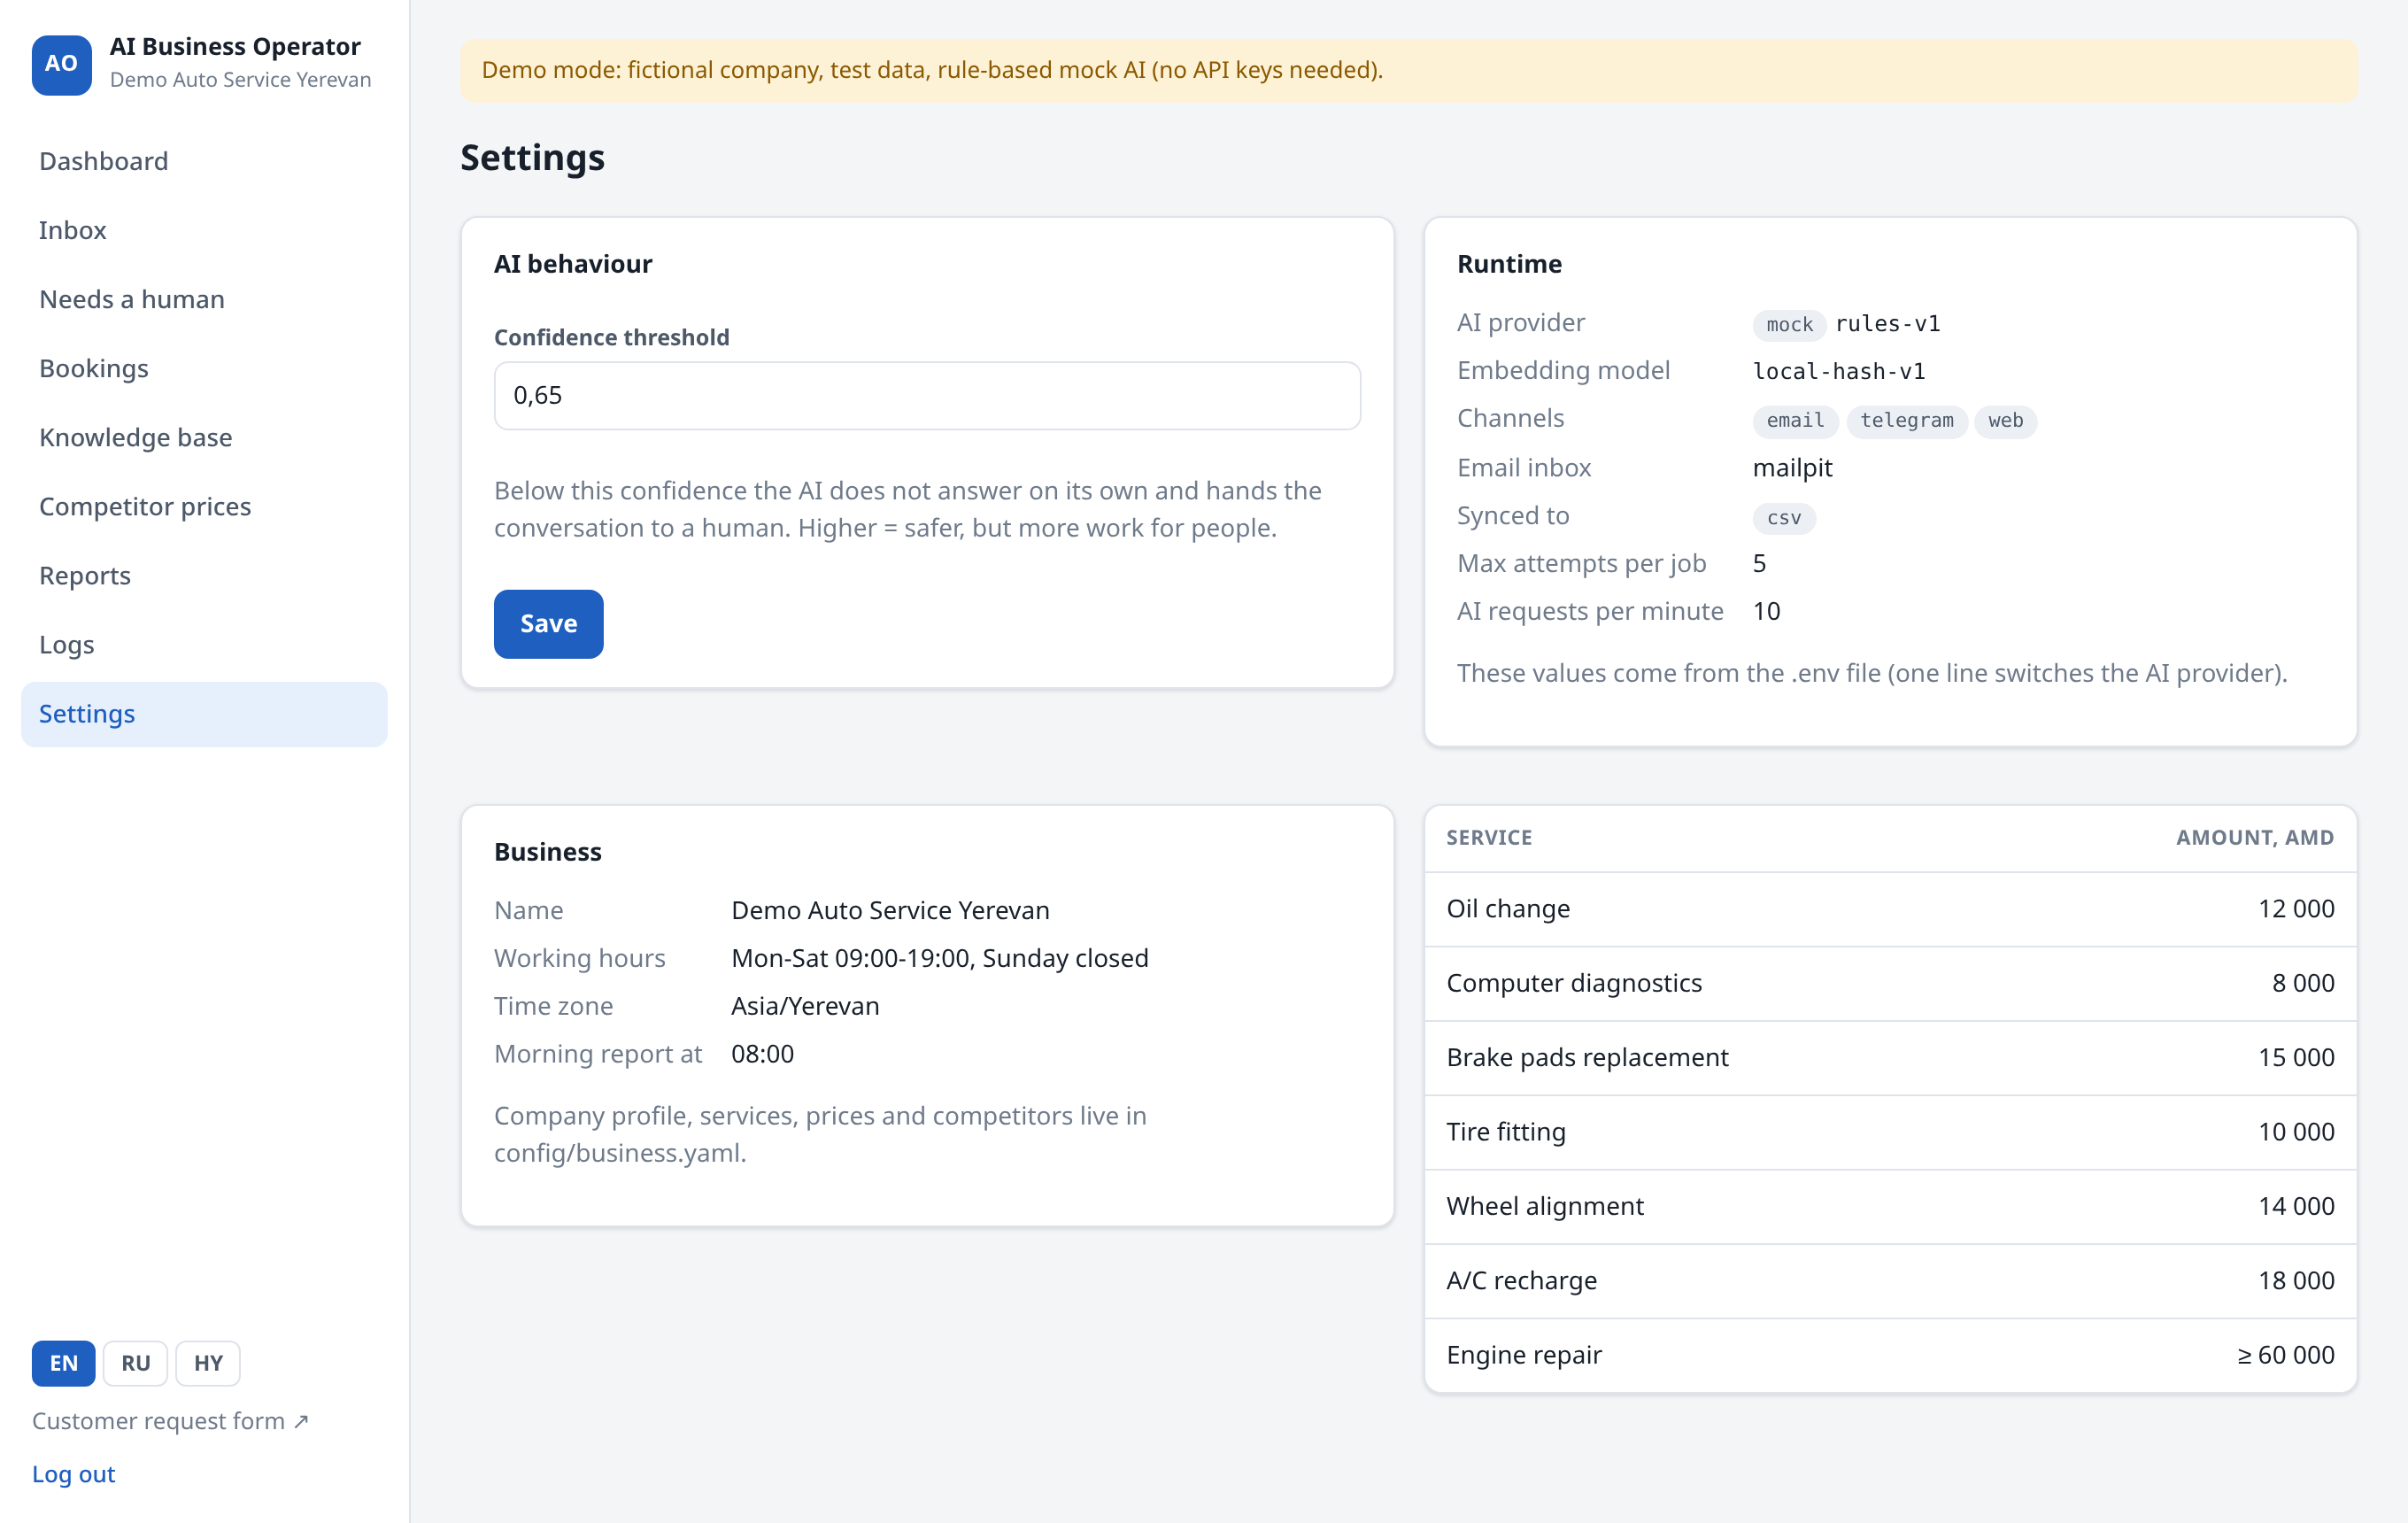 AO
AI Business Operator
Demo Auto Service Yerevan
Dashboard
Inbox
Needs a human
Bookings
Knowledge base
Competitor prices
Reports
Logs
Settings
EN RU HY
Customer request form ↗
Log out
Demo mode: fictional company, test data, rule-based mock AI (no API keys needed).
Settings
AI behaviour
Confidence threshold
0,65
Below this confidence the AI does not answer on its own and hands the
conversation to a human. Higher = safer, but more work for people.
Save
Runtime
AI provider mock rules-v1
Embedding model local-hash-v1
Channels email telegram web
Email inbox mailpit
Synced to csv
Max attempts per job 5
AI requests per minute 10
These values come from the .env file (one line switches the AI provider).
Business
Name Demo Auto Service Yerevan
Working hours Mon-Sat 09:00-19:00, Sunday closed
Time zone Asia/Yerevan
Morning report at 08:00
Company profile, services, prices and competitors live in
config/business.yaml.
SERVICE AMOUNT, AMD
Oil change 12 000
Computer diagnostics 8 000
Brake pads replacement 15 000
Tire fitting 10 000
Wheel alignment 14 000
A/C recharge 18 000
Engine repair ≥ 60 000